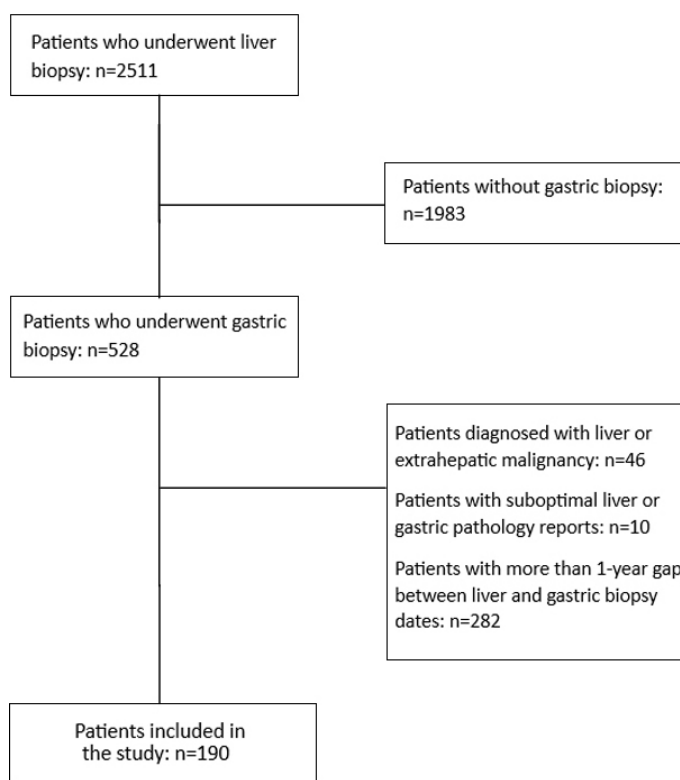 Patients who underwent liver
biopsy: n=2511
Patients without gastric biopsy:
n=1983
Patients who underwent gastric
biopsy: n=528
Patients diagnosed with liver or
extrahepatic malignancy: n=46
Patients with suboptimal liver or
gastric pathology reports: n=10
Patients with more than 1-year gap
between liver and gastric biopsy
dates: n=282
Patients included in
the study: n=190